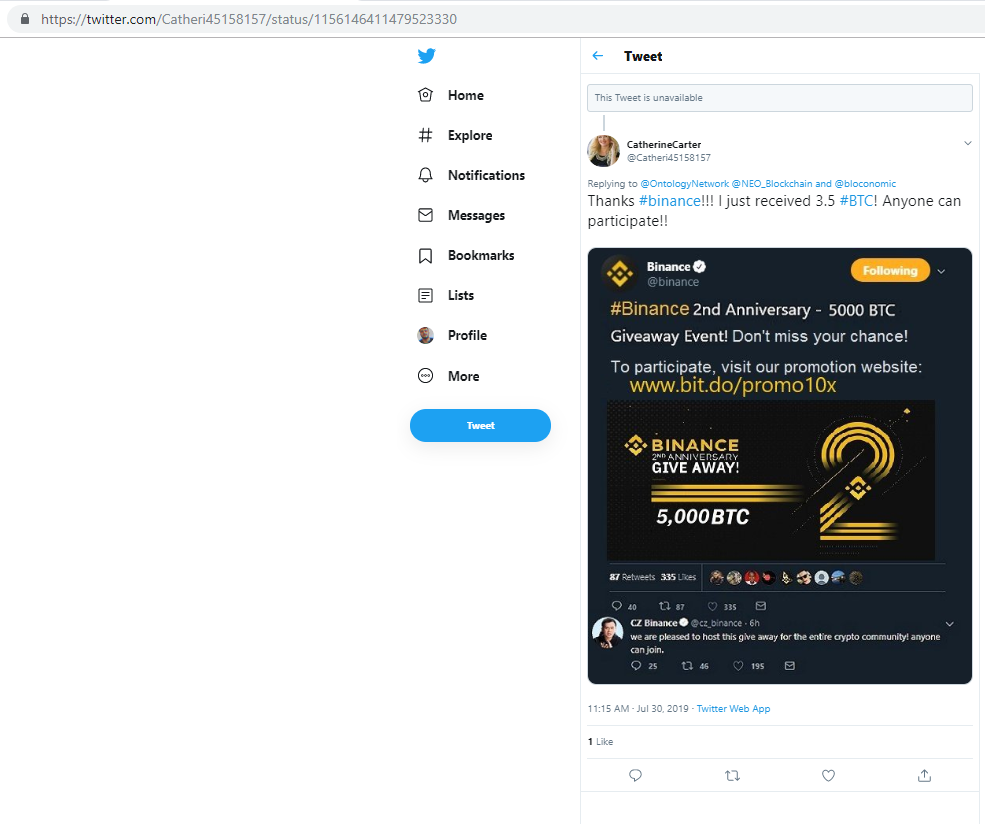 https://twitter.com/Catheri45158157/status/1156146411479523330
Home
Explore
Notifications
Messages
Bookmarks
Lists
Profile
More
Tweet
Tweet
This Tweet is unavailable
CatherineCarter
@Catheri45158157
Replying to @OntologyNetwork @NEO_Blockchain and @bloconomic
Thanks #binance!!! I just received 3.5 #BTC! Anyone can
participate!!
Binance
@binance
Following
#Binance 2nd Anniversary - 5000 BTC
Giveaway Event! Don't miss your chance!
To participate, visit our promotion website:
www.bit.do/promo10x
BINANCE
2ND ANNIVERSARY
GIVE AWAY!
5,000 BTC
2
87 Retweets 335 Likes
40 87 335
CZ Binance @cz_binance · 6h
we are pleased to host this give away for the entire crypto community! anyone
can join.
25 46 195
11:15 AM · Jul 30, 2019 · Twitter Web App
1 Like